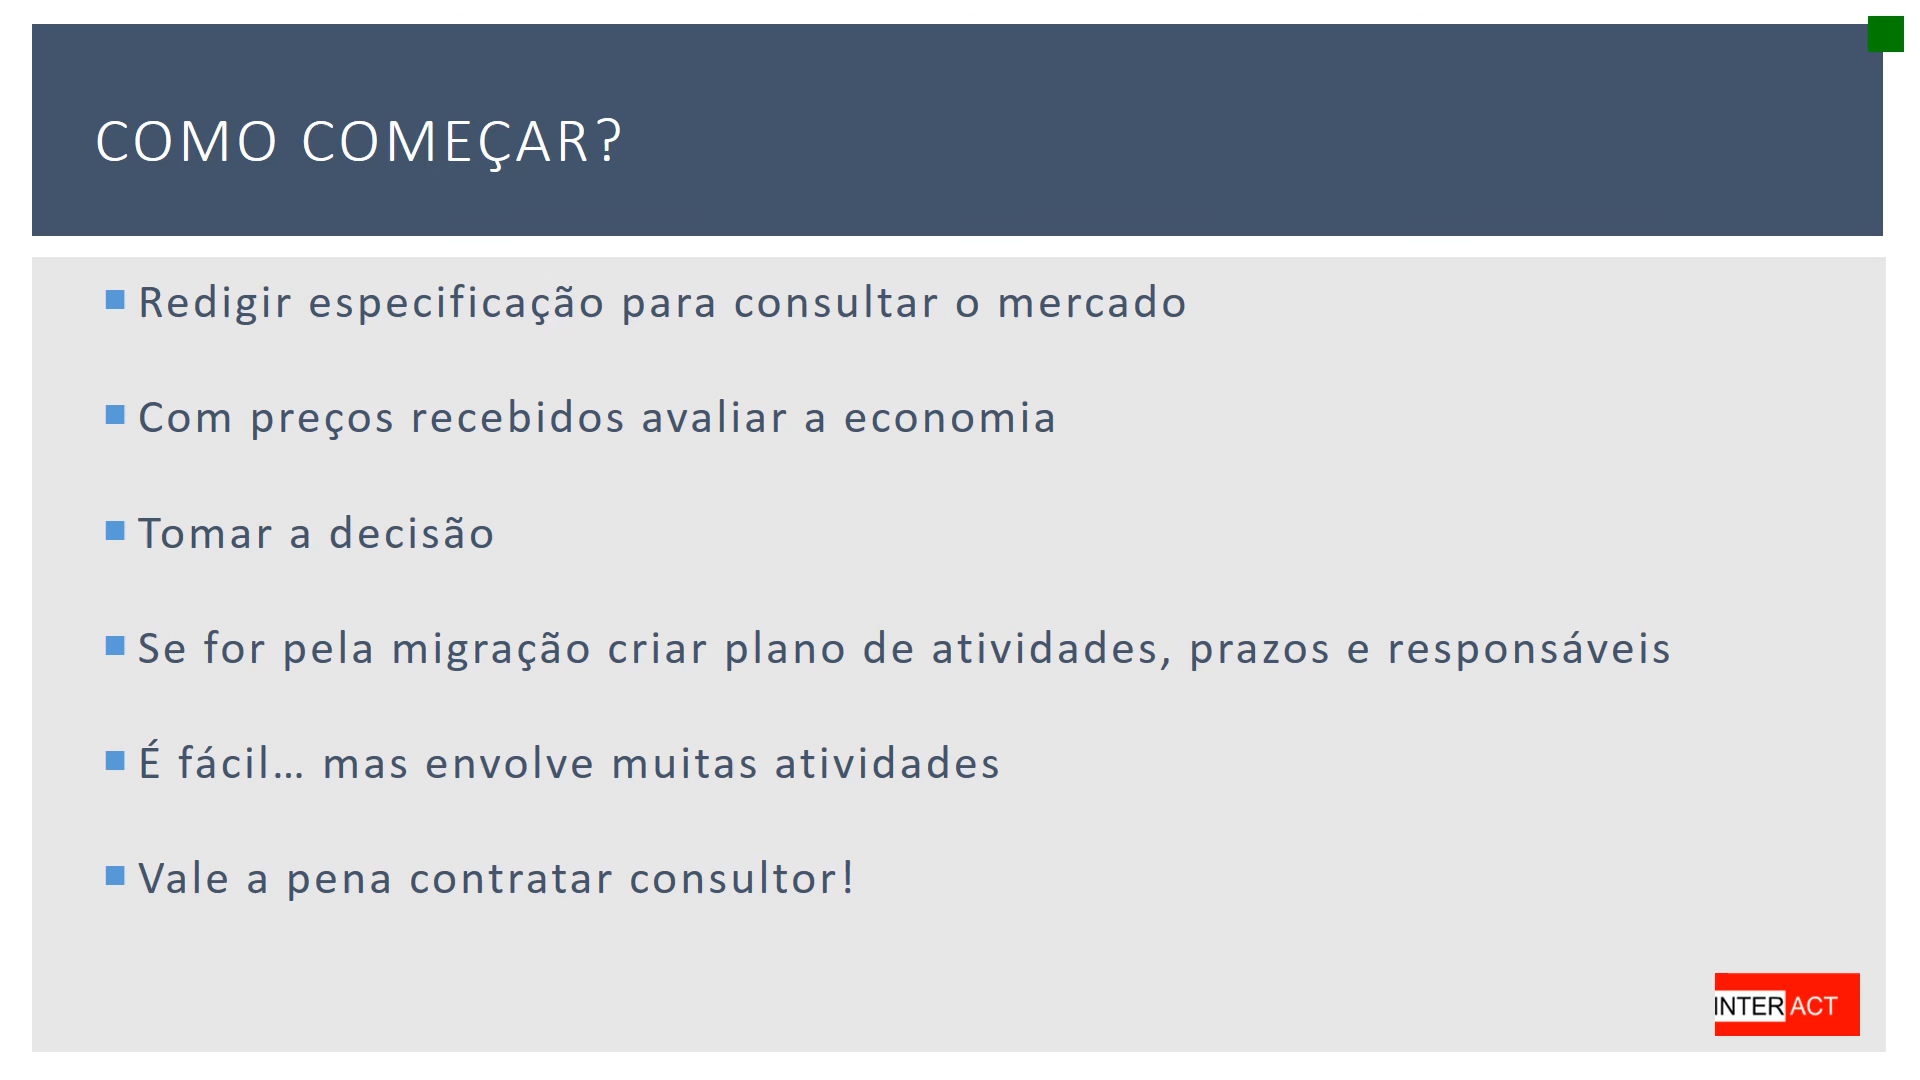 COMO COMEÇAR?
Redigir especificação para consultar o mercado
Com preços recebidos avaliar a economia
Tomar a decisão
Se for pela migração criar plano de atividades, prazos e responsáveis
É fácil… mas envolve muitas atividades
Vale a pena contratar consultor!
INTERACT